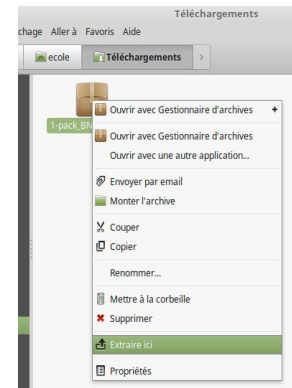 Téléchargements
chage Aller à Favoris Aide
ecole Téléchargements
1-pack_BN
Ouvrir avec Gestionnaire d'archives
Ouvrir avec Gestionnaire d'archives
Ouvrir avec une autre application...
Envoyer par email
Monter l'archive
Couper
Copier
Renommer...
Mettre à la corbeille
Supprimer
Extraire ici
Propriétés